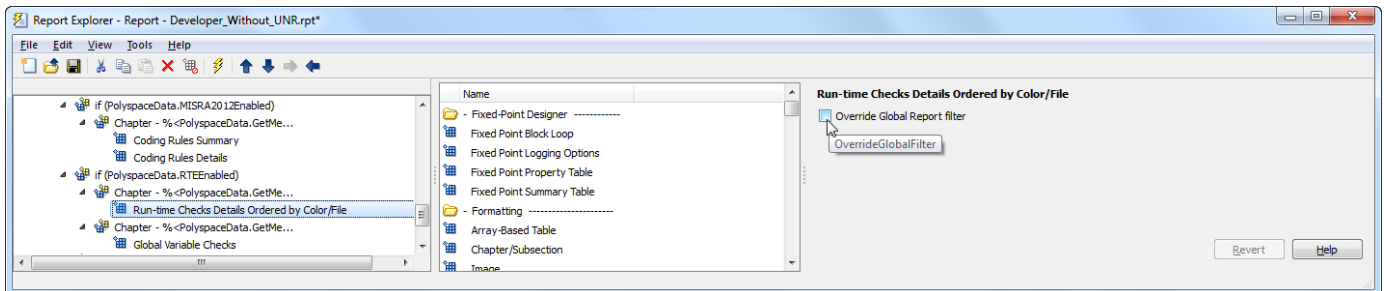 Report Explorer - Report - Developer_Without_UNR.rpt*
File Edit View Tools Help
if (PolyspaceData.MISRA2012Enabled)
Chapter - %<PolyspaceData.GetMe...
Coding Rules Summary
Coding Rules Details
if (PolyspaceData.RTEEnabled)
Chapter - %<PolyspaceData.GetMe...
Run-time Checks Details Ordered by Color/File
Chapter - %<PolyspaceData.GetMe...
Global Variable Checks
Name
- Fixed-Point Designer ------------
Fixed Point Block Loop
Fixed Point Logging Options
Fixed Point Property Table
Fixed Point Summary Table
- Formatting ----------------------
Array-Based Table
Chapter/Subsection
Image
Run-time Checks Details Ordered by Color/File
Override Global Report filter
OverrideGlobalFilter
Revert Help